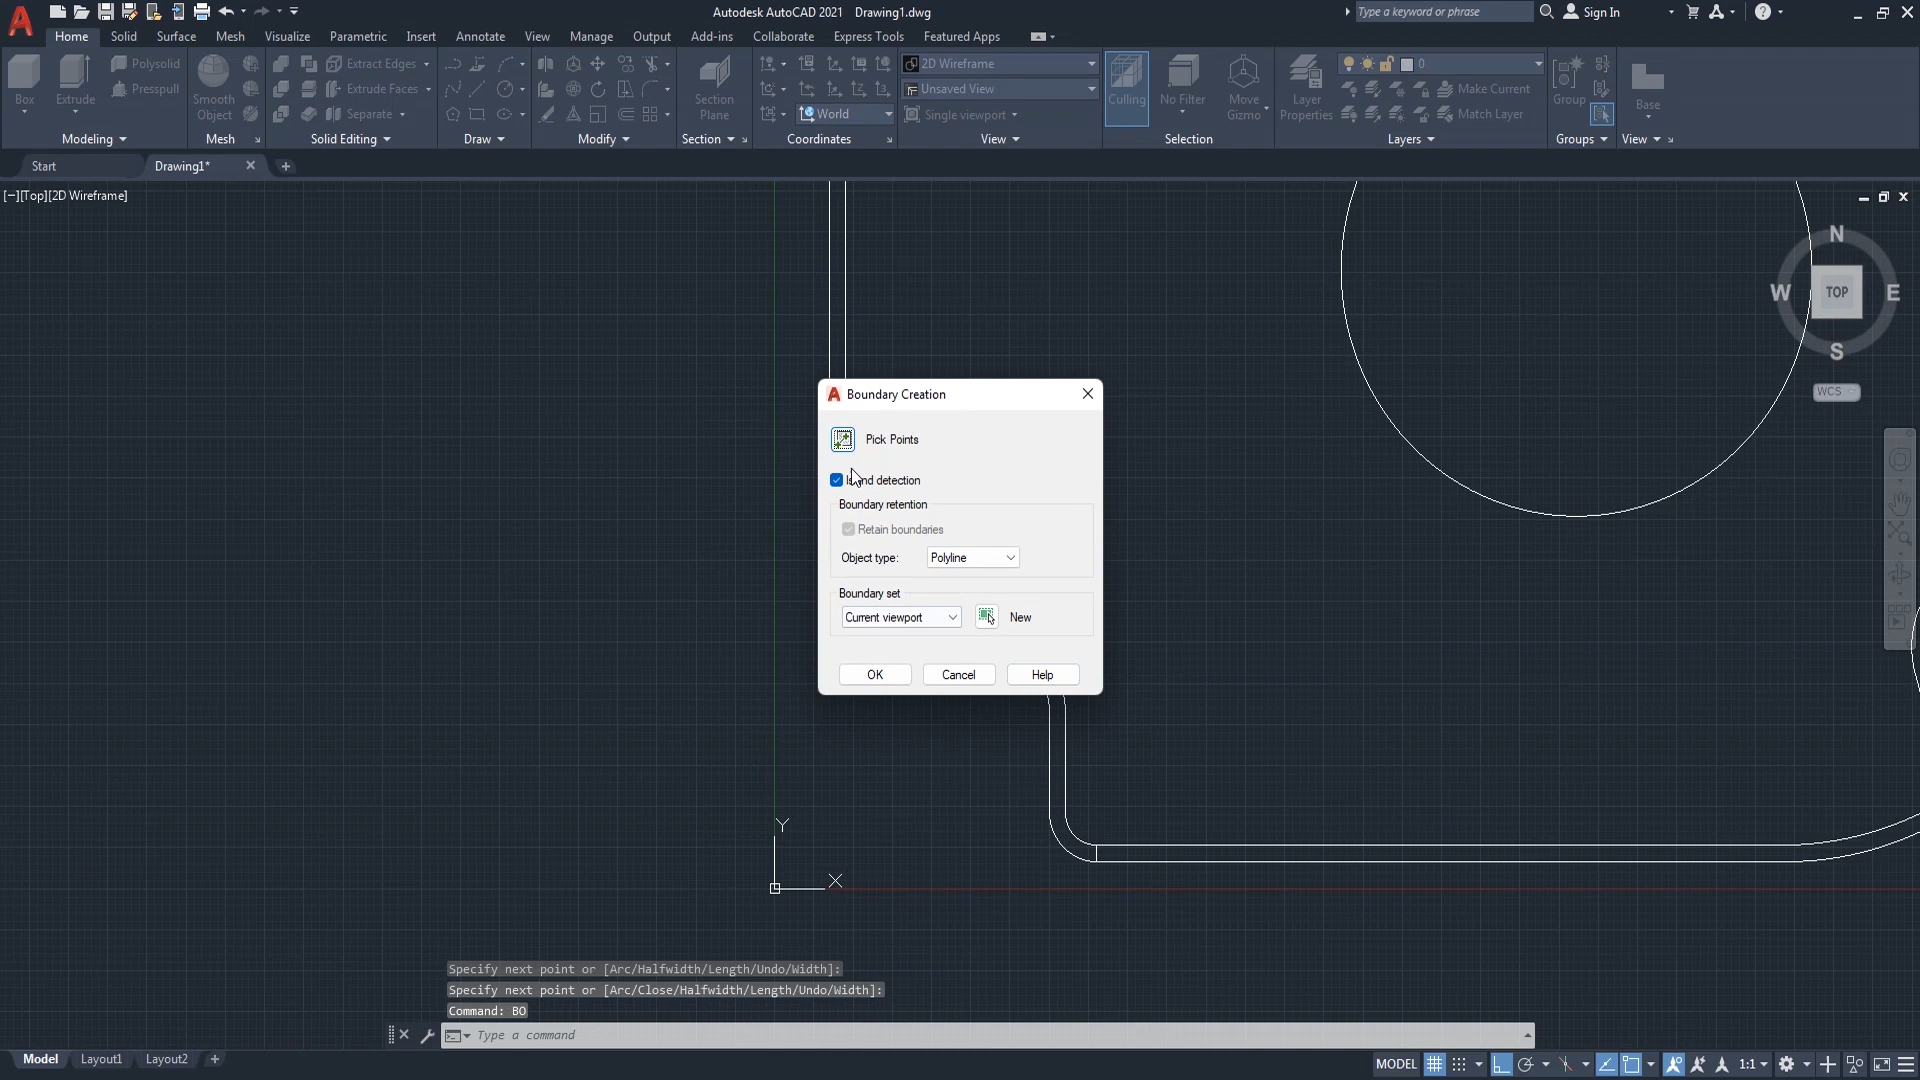 Autodesk AutoCAD 2021 Drawing1.dwg
Type a keyword or phrase
Sign In
Home Solid Surface Mesh Visualize Parametric Insert Annotate View Manage Output Add-ins Collaborate Express Tools Featured Apps
Box
Extrude
Polysolid
Presspull
Modeling
Smooth
Object
Mesh
Extract Edges
Extrude Faces
Separate
Solid Editing
Draw
Modify
Section
Plane
Section
World
Coordinates
2D Wireframe
Unsaved View
Single viewport
View
Culling
No Filter
Move
Gizmo
Selection
Layer
Properties
0
Make Current
Match Layer
Layers
Group
Groups
Base
View
Start
Drawing1*
[−][Top][2D Wireframe]
N
W TOP E
S
WCS
Boundary Creation
Pick Points
detection
Boundary retention
Retain boundaries
Object type: Polyline
Boundary set
Current viewport New
OK Cancel Help
Y
X
Specify next point or [Arc/Halfwidth/Length/Undo/Width]:
Specify next point or [Arc/Close/Halfwidth/Length/Undo/Width]:
Command: BO
Type a command
Model Layout1 Layout2
MODEL
1:1